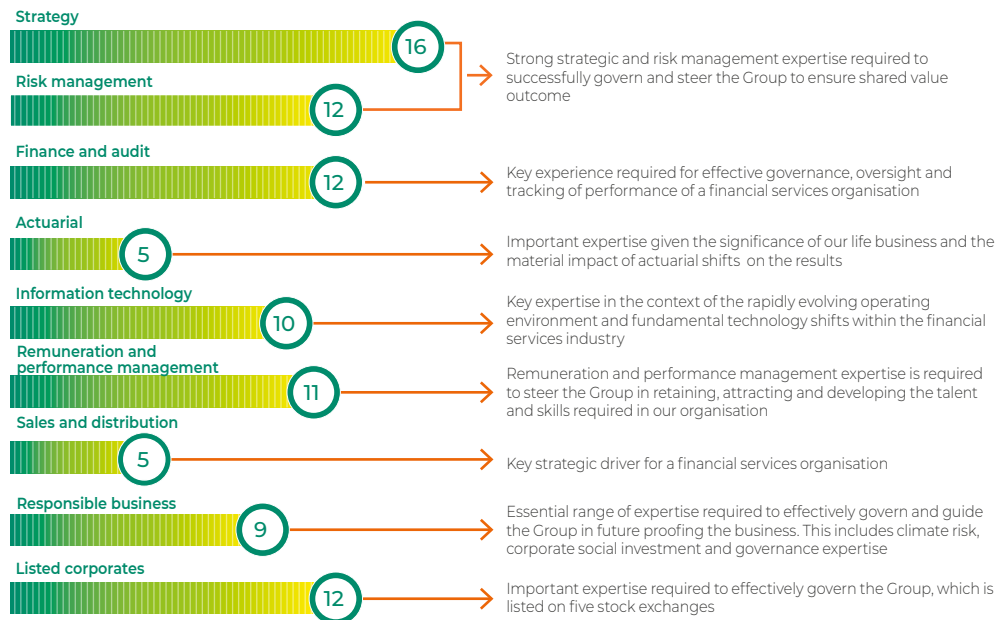 Strategy
16
Strong strategic and risk management expertise required to
successfully govern and steer the Group to ensure shared value
outcome
Risk management
12
Finance and audit
12
Key experience required for effective governance, oversight and
tracking of performance of a financial services organisation
Actuarial
5
Important expertise given the significance of our life business and the
material impact of actuarial shifts on the results
Information technology
10
Key expertise in the context of the rapidly evolving operating
environment and fundamental technology shifts within the financial
services industry
Remuneration and
performance management
11
Remuneration and performance management expertise is required
to steer the Group in retaining, attracting and developing the talent
and skills required in our organisation
Sales and distribution
5
Key strategic driver for a financial services organisation
Responsible business
9
Essential range of expertise required to effectively govern and guide
the Group in future proofing the business. This includes climate risk,
corporate social investment and governance expertise
Listed corporates
12
Important expertise required to effectively govern the Group, which is
listed on five stock exchanges